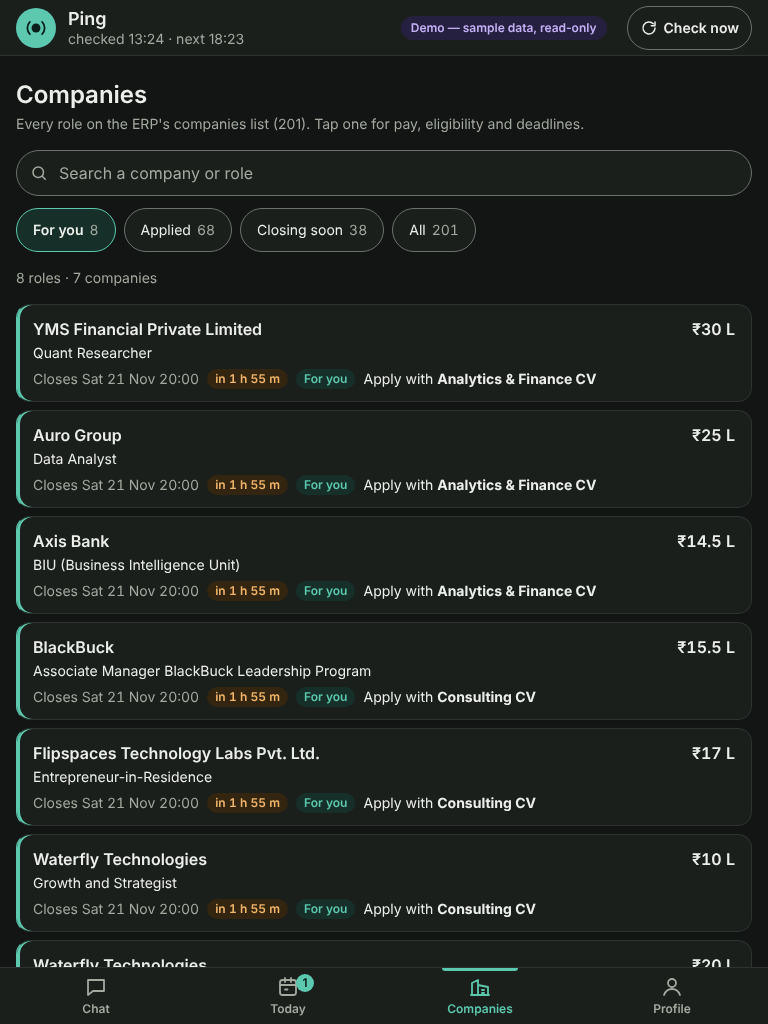 Ping
checked 13:24 · next 18:23
Demo — sample data, read-only
Check now
Companies
Every role on the ERP's companies list (201). Tap one for pay, eligibility and deadlines.
Search a company or role
For you 8
Applied 68
Closing soon 38
All 201
8 roles · 7 companies
YMS Financial Private Limited ₹30 L
Quant Researcher
Closes Sat 21 Nov 20:00 in 1 h 55 m For you Apply with Analytics & Finance CV
Auro Group ₹25 L
Data Analyst
Closes Sat 21 Nov 20:00 in 1 h 55 m For you Apply with Analytics & Finance CV
Axis Bank ₹14.5 L
BIU (Business Intelligence Unit)
Closes Sat 21 Nov 20:00 in 1 h 55 m For you Apply with Analytics & Finance CV
BlackBuck ₹15.5 L
Associate Manager BlackBuck Leadership Program
Closes Sat 21 Nov 20:00 in 1 h 55 m For you Apply with Consulting CV
Flipspaces Technology Labs Pvt. Ltd. ₹17 L
Entrepreneur-in-Residence
Closes Sat 21 Nov 20:00 in 1 h 55 m For you Apply with Consulting CV
Waterfly Technologies ₹10 L
Growth and Strategist
Closes Sat 21 Nov 20:00 in 1 h 55 m For you Apply with Consulting CV
Waterfly Technologies ₹20 L
Chat
1
Today
Companies
Profile